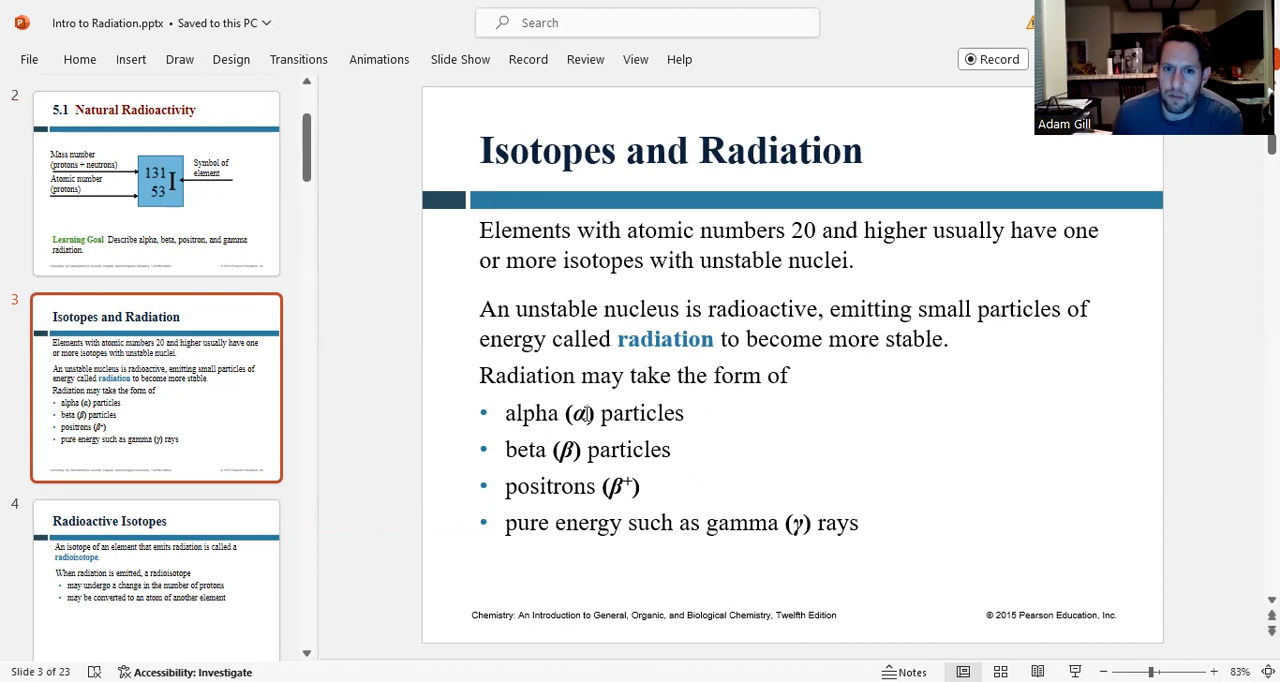 Intro to Radiation.pptx • Saved to this PC
Search
File Home Insert Draw Design Transitions Animations Slide Show Record Review View Help
Record
Adam Gill
2
5.1 Natural Radioactivity
Mass number
(protons + neutrons)
Atomic number
(protons)
131
53
I
Symbol of
element
Learning Goal Describe alpha, beta, positron, and gamma
radiation.
3
Isotopes and Radiation
Elements with atomic numbers 20 and higher usually have one
or more isotopes with unstable nuclei.
An unstable nucleus is radioactive, emitting small particles of
energy called radiation to become more stable.
Radiation may take the form of
• alpha (α) particles
• beta (β) particles
• positrons (β⁺)
• pure energy such as gamma (γ) rays
4
Radioactive Isotopes
An isotope of an element that emits radiation is called a
radioisotope.
When radiation is emitted, a radioisotope
• may undergo a change in the number of protons
• may be converted to an atom of another element
Isotopes and Radiation
Elements with atomic numbers 20 and higher usually have one
or more isotopes with unstable nuclei.
An unstable nucleus is radioactive, emitting small particles of
energy called radiation to become more stable.
Radiation may take the form of
• alpha (α) particles
• beta (β) particles
• positrons (β⁺)
• pure energy such as gamma (γ) rays
Chemistry: An Introduction to General, Organic, and Biological Chemistry, Twelfth Edition
© 2015 Pearson Education, Inc.
Slide 3 of 23
Accessibility: Investigate
Notes
83%